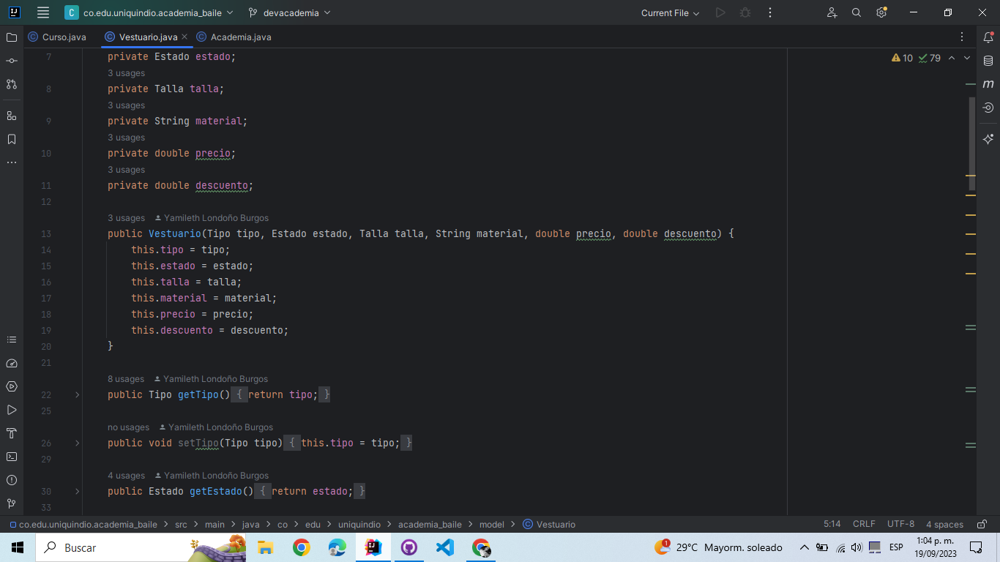 co.edu.uniquindio.academia_baile devacademia Current File
Curso.java Vestuario.java Academia.java
10 79
7 private Estado estado;
3 usages
8 private Talla talla;
3 usages
9 private String material;
3 usages
10 private double precio;
3 usages
11 private double descuento;
12
3 usages Yamileth Londoño Burgos
13 public Vestuario(Tipo tipo, Estado estado, Talla talla, String material, double precio, double descuento) {
14 this.tipo = tipo;
15 this.estado = estado;
16 this.talla = talla;
17 this.material = material;
18 this.precio = precio;
19 this.descuento = descuento;
20 }
21
8 usages Yamileth Londoño Burgos
22 public Tipo getTipo() { return tipo; }
25
no usages Yamileth Londoño Burgos
26 public void setTipo(Tipo tipo) { this.tipo = tipo; }
29
4 usages Yamileth Londoño Burgos
30 public Estado getEstado() { return estado; }
33
co.edu.uniquindio.academia_baile > src > main > java > co > edu > uniquindio > academia_baile > model > Vestuario 5:14 CRLF UTF-8 4 spaces
Buscar 1 29°C Mayorm. soleado ESP 1:04 p. m.
19/09/2023